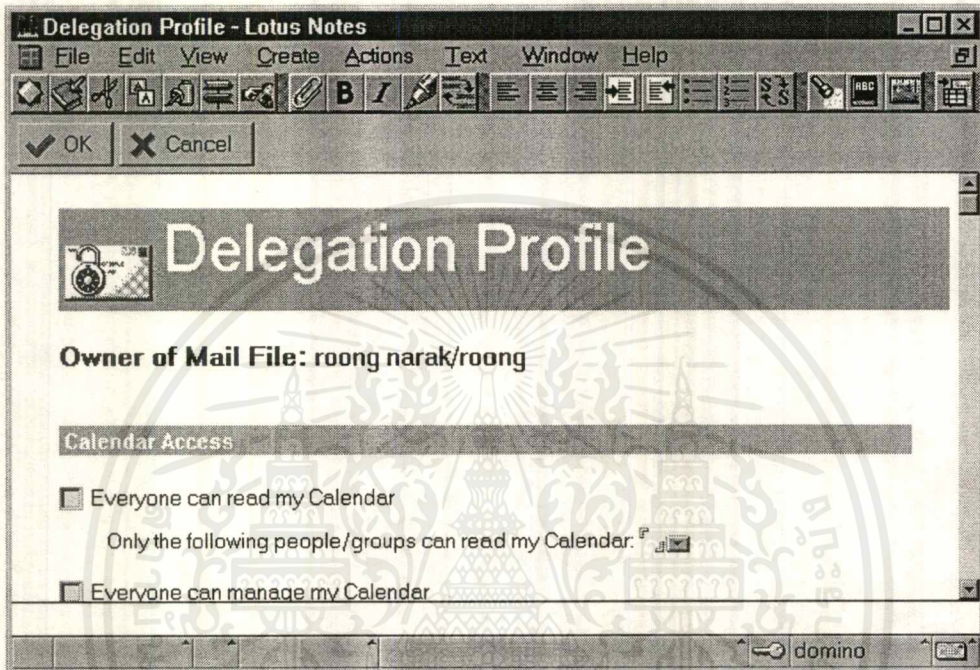 Delegation Profile - Lotus Notes
File Edit View Create Actions Text Window Help
B I
ABC
OK Cancel
Delegation Profile
Owner of Mail File: roong narak/roong
Calendar Access
Everyone can read my Calendar
Only the following people/groups can read my Calendar:
Everyone can manage my Calendar
domino